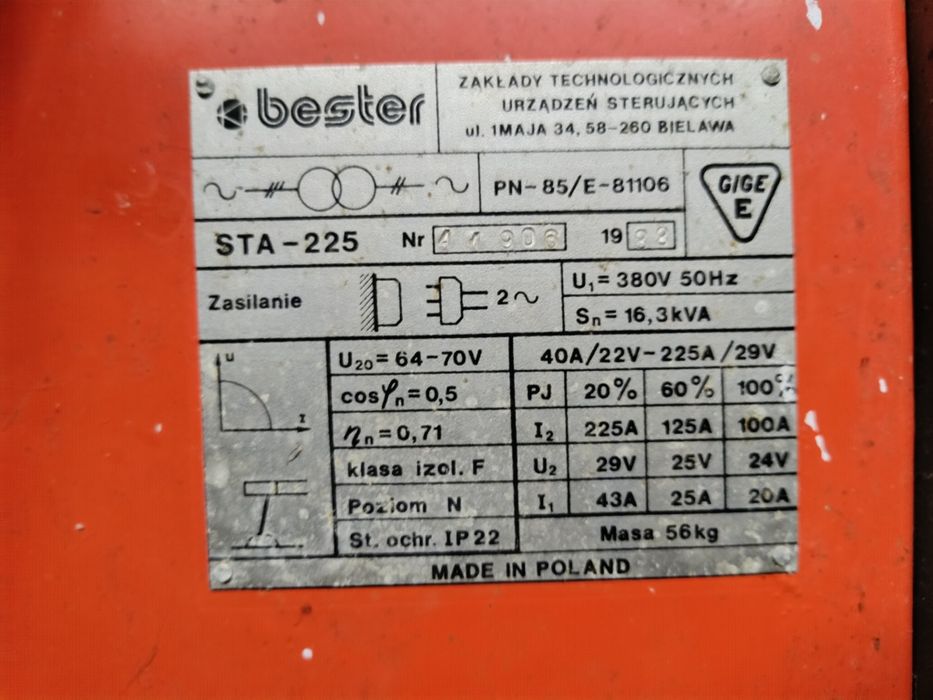 bester
ZAKŁADY TECHNOLOGICZNYCH
URZĄDZEŃ STERUJĄCYCH
ul. 1MAJA 34, 58-260 BIELAWA
PN-85/E-81106
G/GE
E
STA-225 Nr 41906 19
Zasilanie 2~
U₁= 380V 50Hz
Sₙ= 16,3kVA
U
I
U₂₀= 64-70V
cosφₙ= 0,5
ηₙ= 0,71
klasa izol. F
Poziom N
St. ochr. IP22
40A/22V-225A/29V
PJ 20% 60% 100%
I₂ 225A 125A 100A
U₂ 29V 25V 24V
I₁ 43A 25A 20A
Masa 56kg
MADE IN POLAND